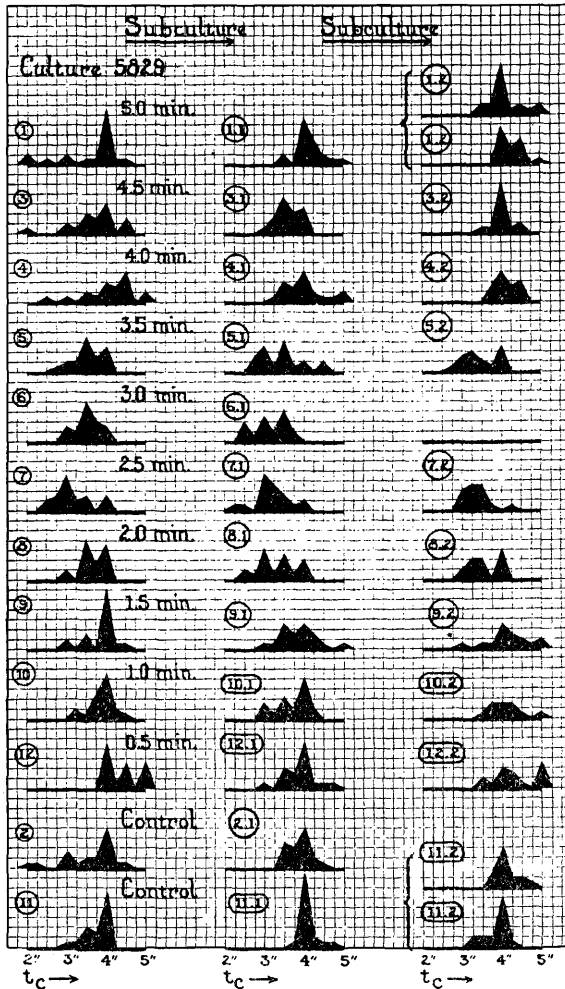 Subculture Subculture
Culture 5829
1.2
5.0 min.
1 1.1 1.2
4.5 min.
3 3.1 3.2
4.0 min.
4 4.1 4.2
3.5 min.
5 5.1 5.2
3.0 min.
6 6.1
2.5 min.
7 7.1 7.2
2.0 min.
8 8.1 8.2
1.5 min.
9 9.1 9.2
1.0 min.
10 10.1 10.2
0.5 min.
12 12.1 12.2
Control
2 2.1
11.2
Control
11 11.1 11.2
2" 3" 4" 5" 2" 3" 4" 5" 2" 3" 4" 5"
tc → tc → tc →